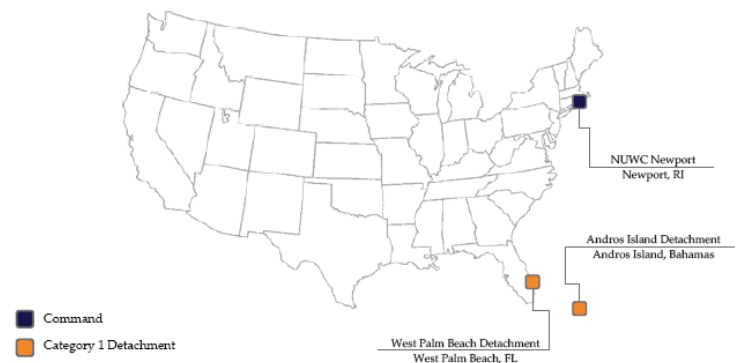 NUWC Newport
Newport, RI
Andros Island Detachment
Andros Island, Bahamas
Command
Category 1 Detachment
West Palm Beach Detachment
West Palm Beach, FL